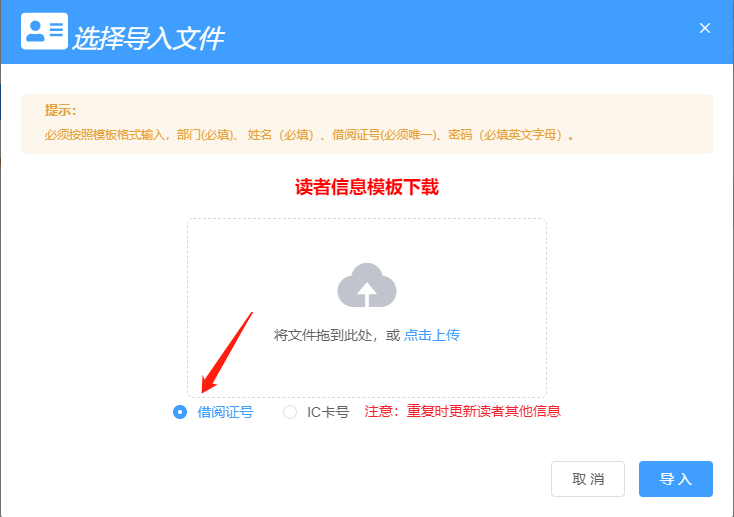 选择导入文件
提示：
必须按照模板格式输入，部门(必填)、 姓名（必填）、借阅证号(必须唯一)、密码（必填英文字母）。
读者信息模板下载
将文件拖到此处，或 点击上传
借阅证号 IC卡号 注意：重复时更新读者其他信息
取 消 导 入